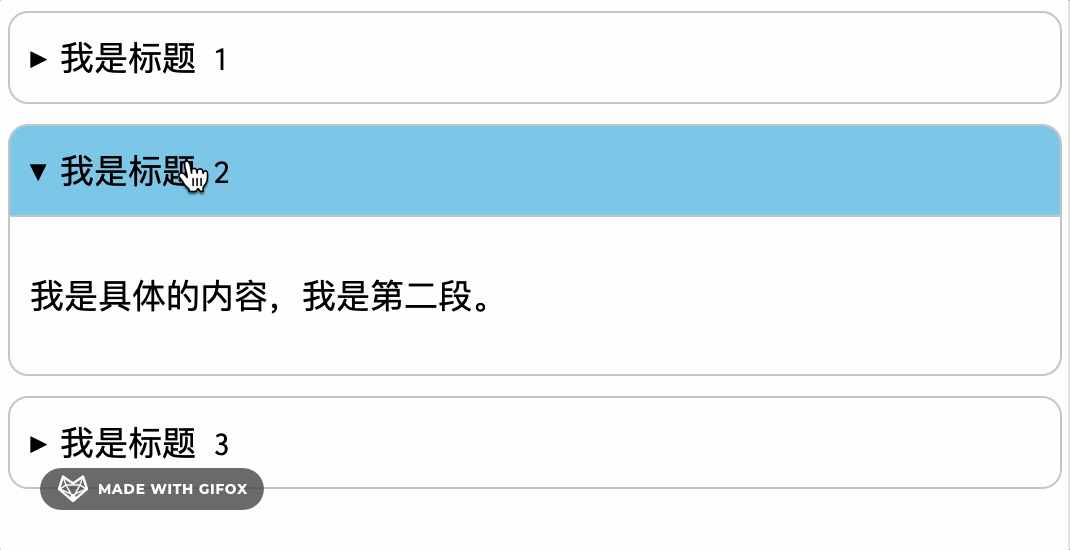 ▶ 我是标题 1
▼ 我是标题 2
我是具体的内容，我是第二段。
▶ 我是标题 3
MADE WITH GIFOX